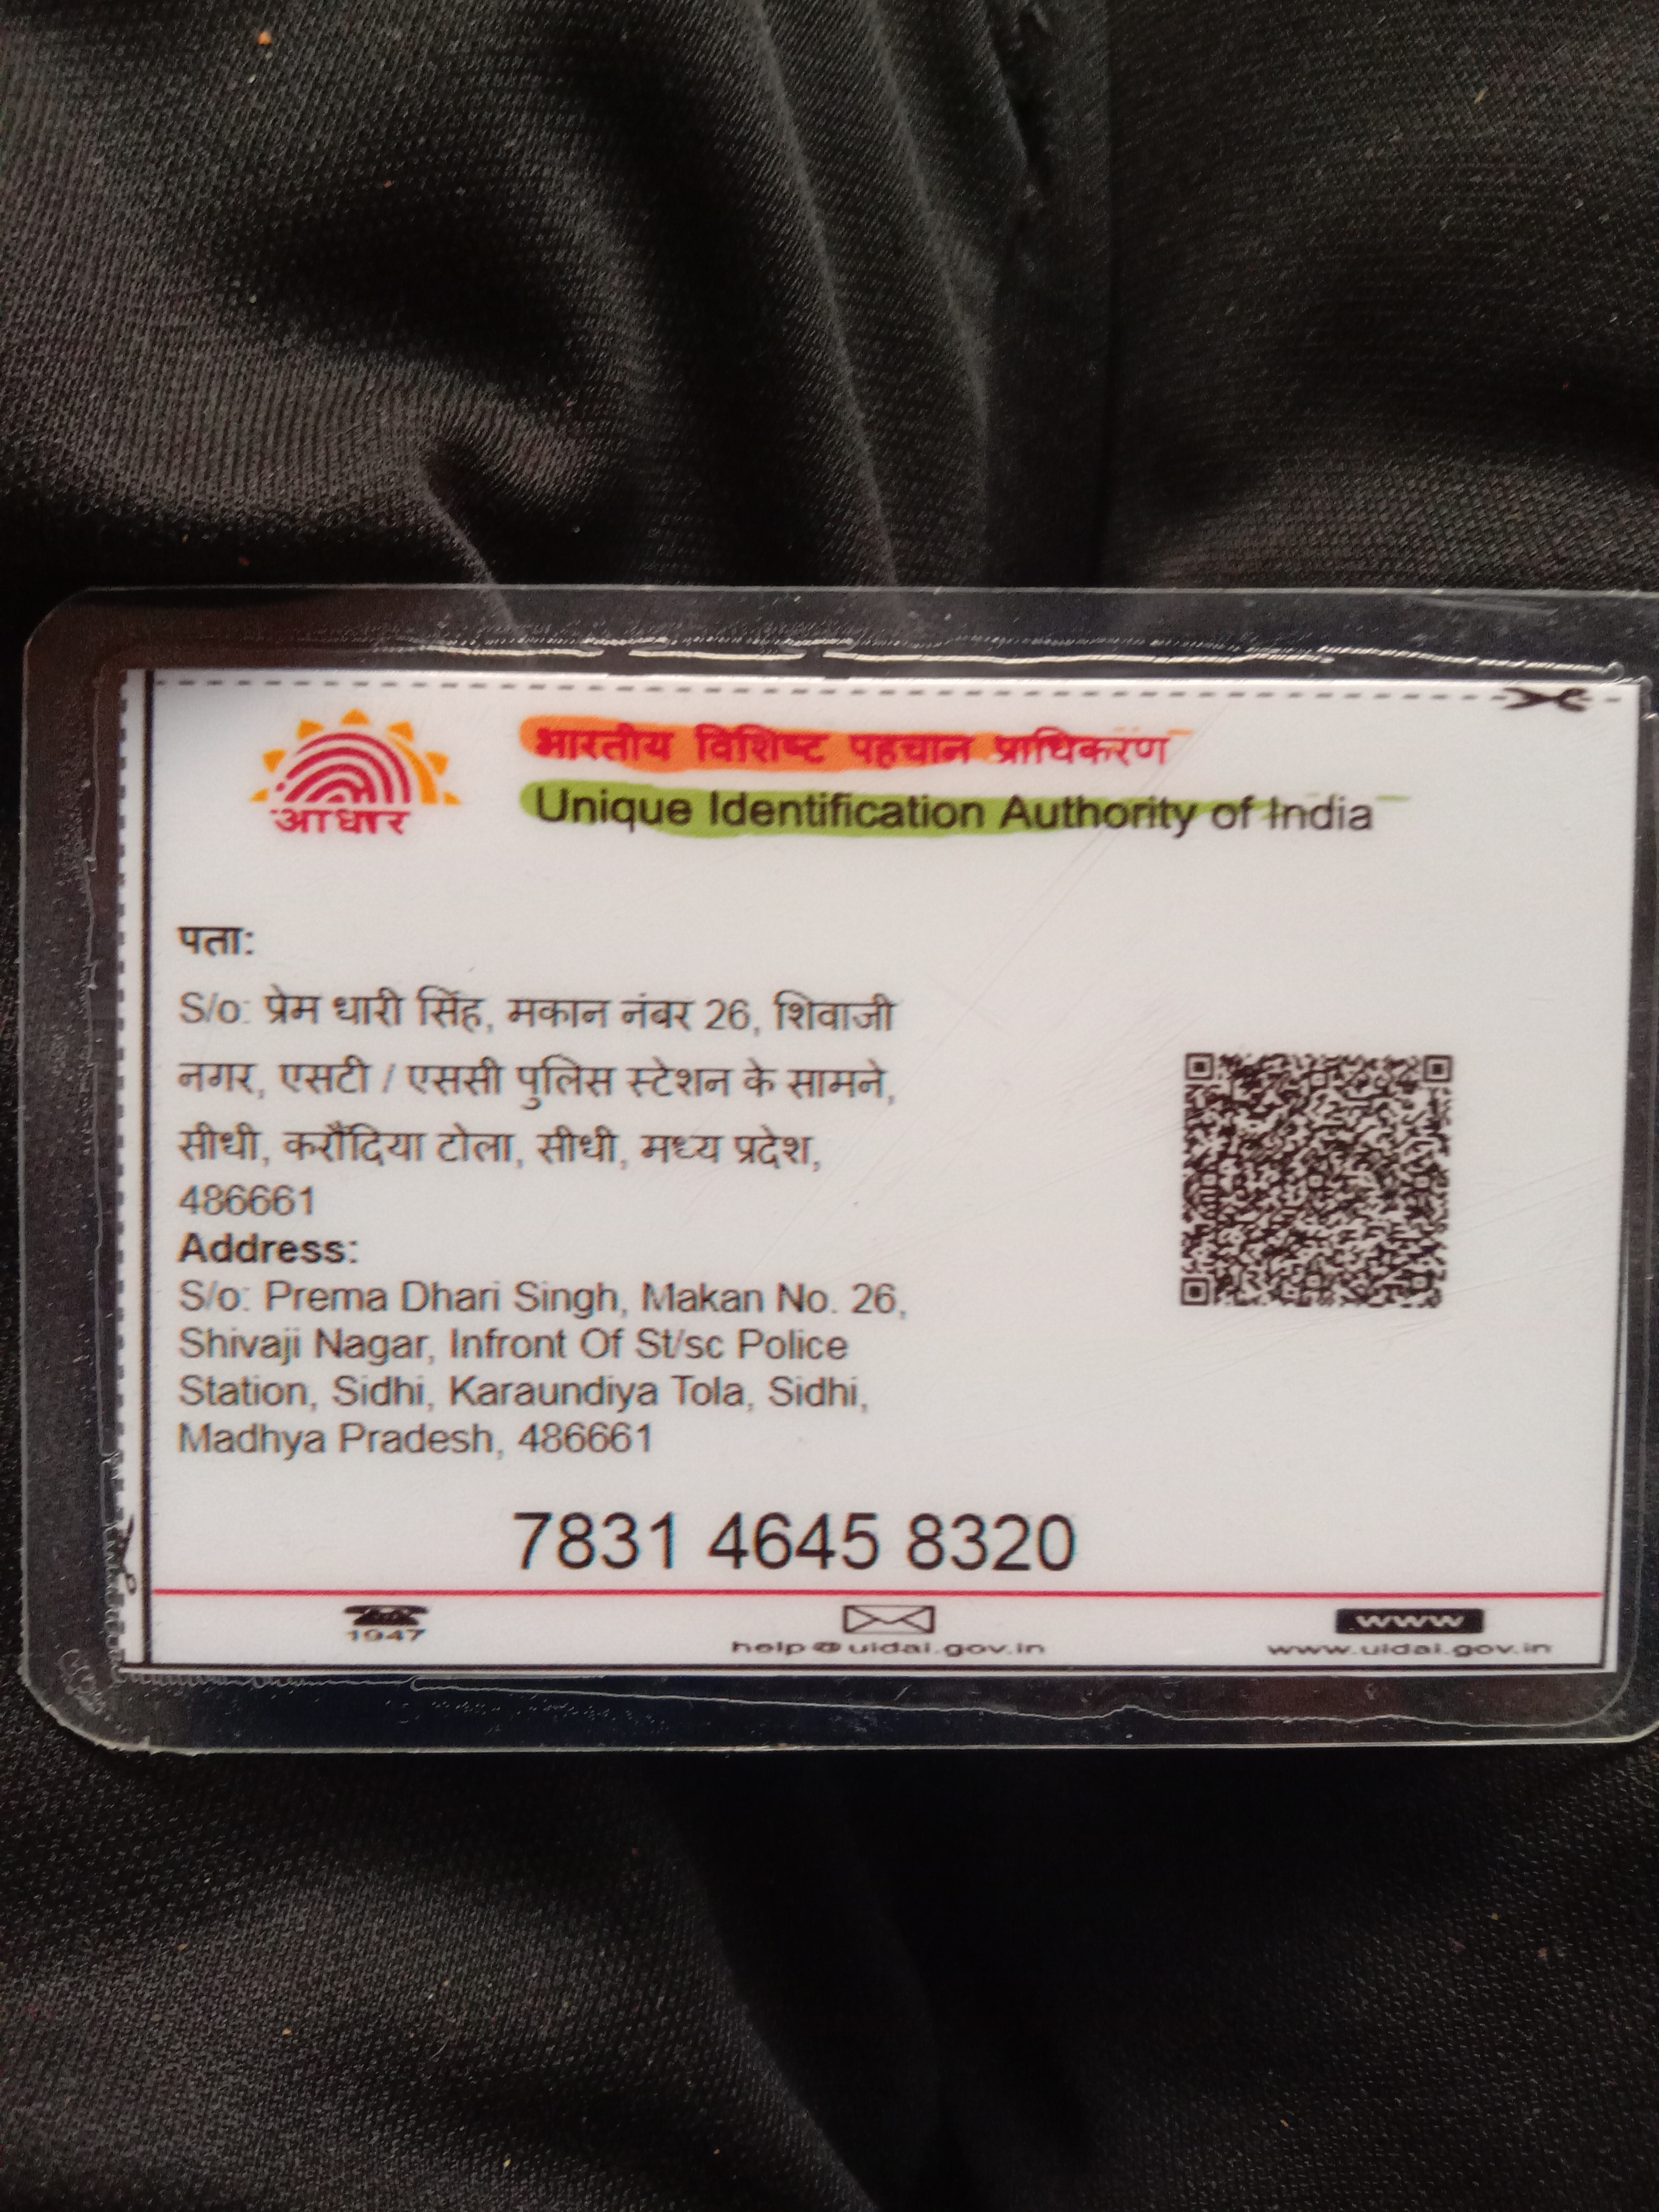 आधार
भारतीय विशिष्ट पहचान प्राधिकरण
Unique Identification Authority of India
पता:
S/o: प्रेम धारी सिंह, मकान नंबर 26, शिवाजी
नगर, एसटी / एससी पुलिस स्टेशन के सामने,
सीधी, करौंदिया टोला, सीधी, मध्य प्रदेश,
486661
Address:
S/o: Prema Dhari Singh, Makan No. 26,
Shivaji Nagar, Infront Of St/sc Police
Station, Sidhi, Karaundiya Tola, Sidhi,
Madhya Pradesh, 486661
7831 4645 8320
1947
help@uidai.gov.in
www
www.uidai.gov.in